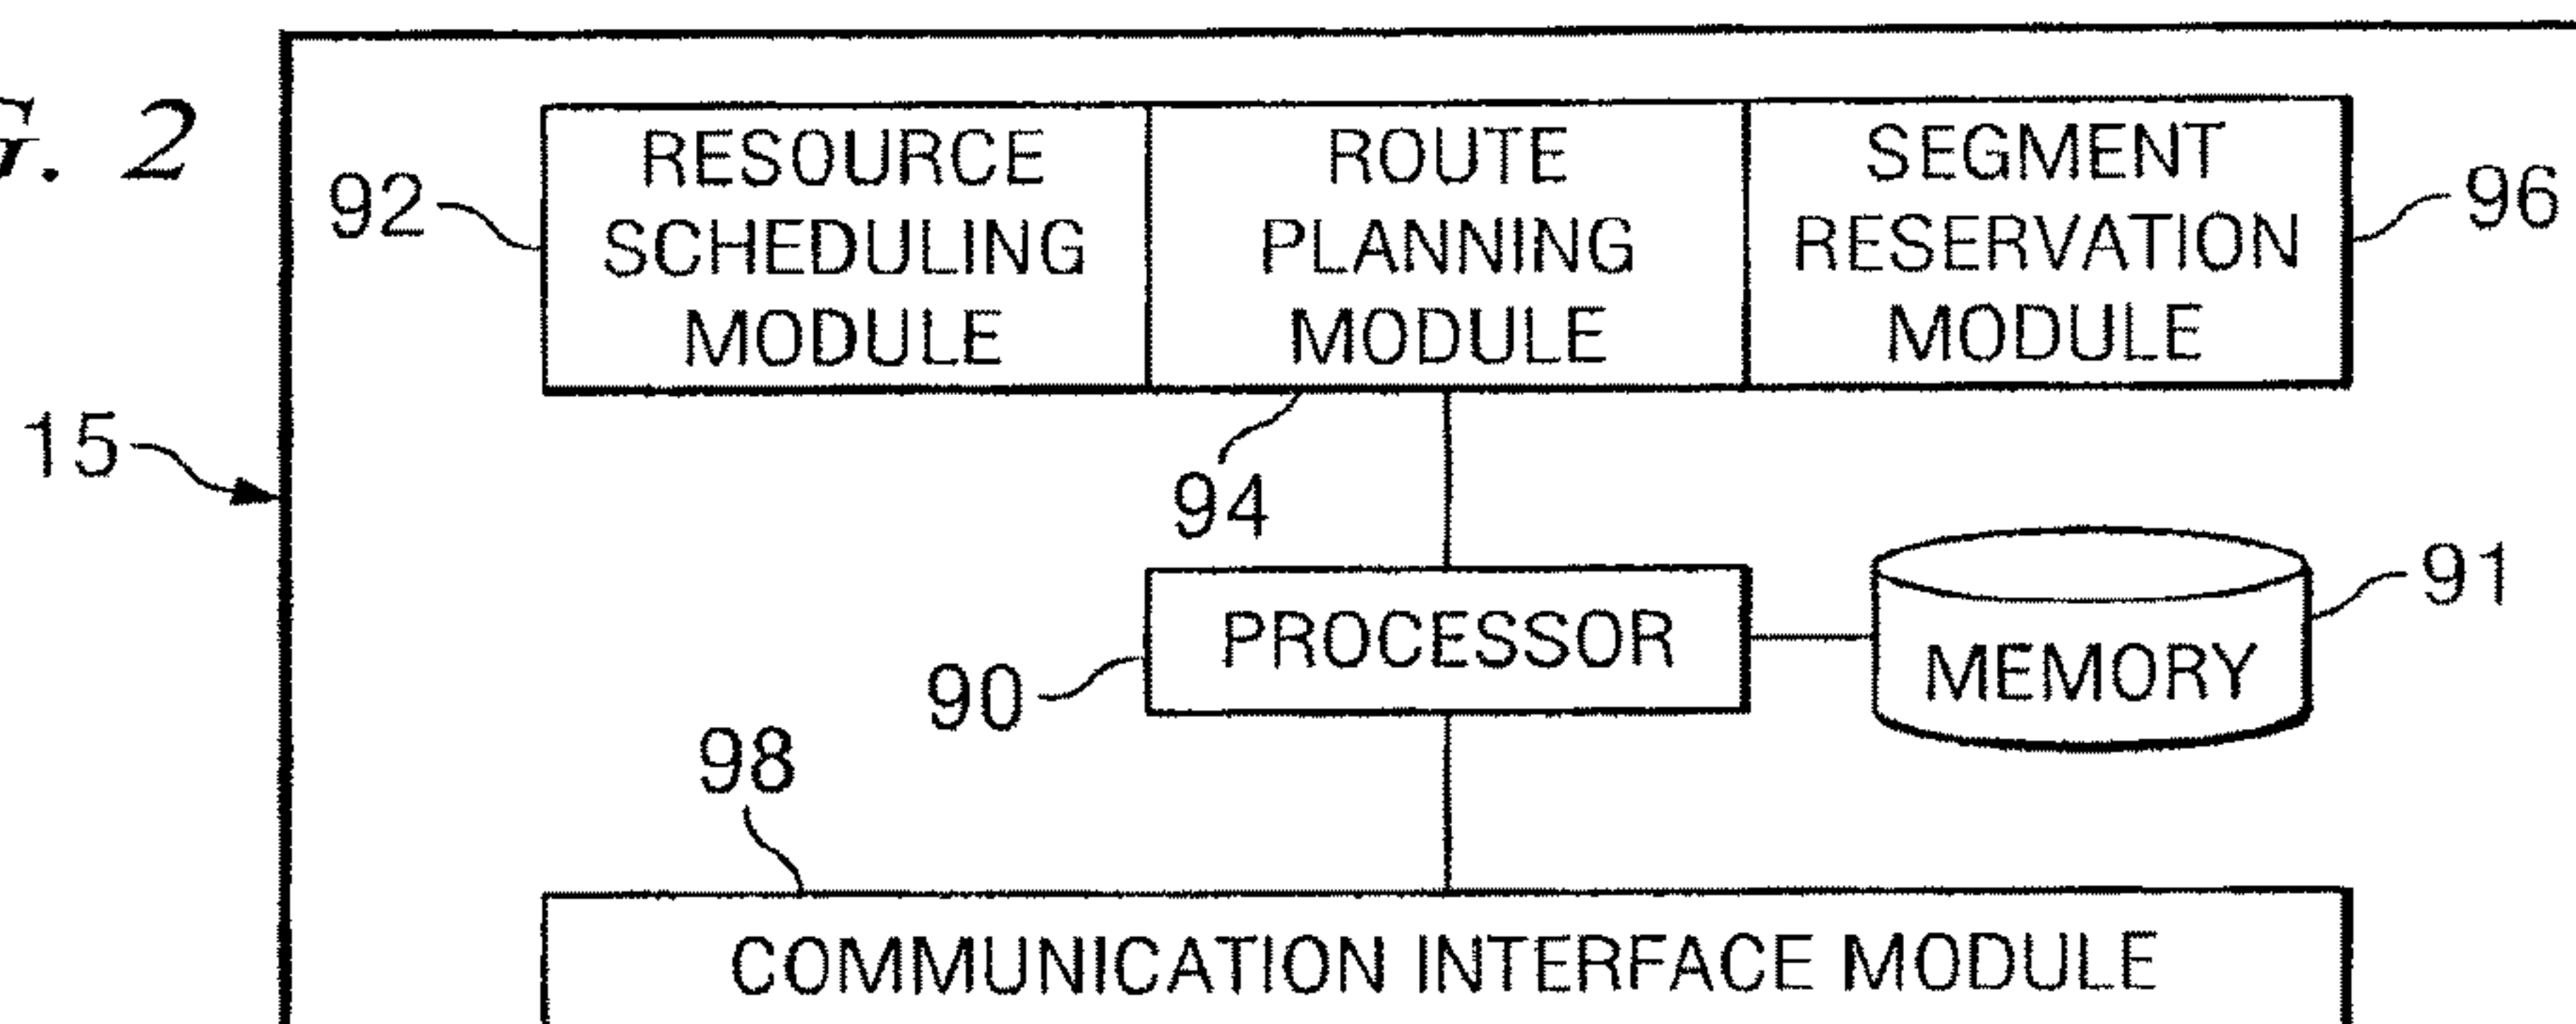 G. 2
92
RESOURCE
SCHEDULING
MODULE
ROUTE
PLANNING
MODULE
SEGMENT
RESERVATION
MODULE
96
15
94
PROCESSOR
90
MEMORY
91
98
COMMUNICATION INTERFACE MODULE